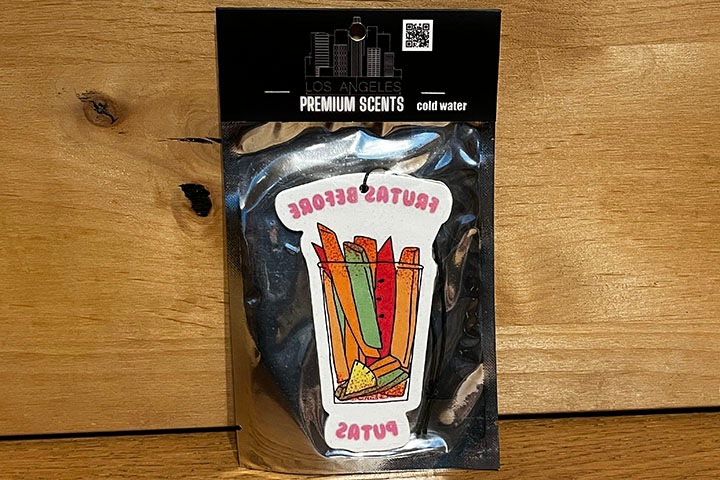 LOS ANGELES
PREMIUM SCENTS cold water
FRUTAS BEFORE
PUTAS